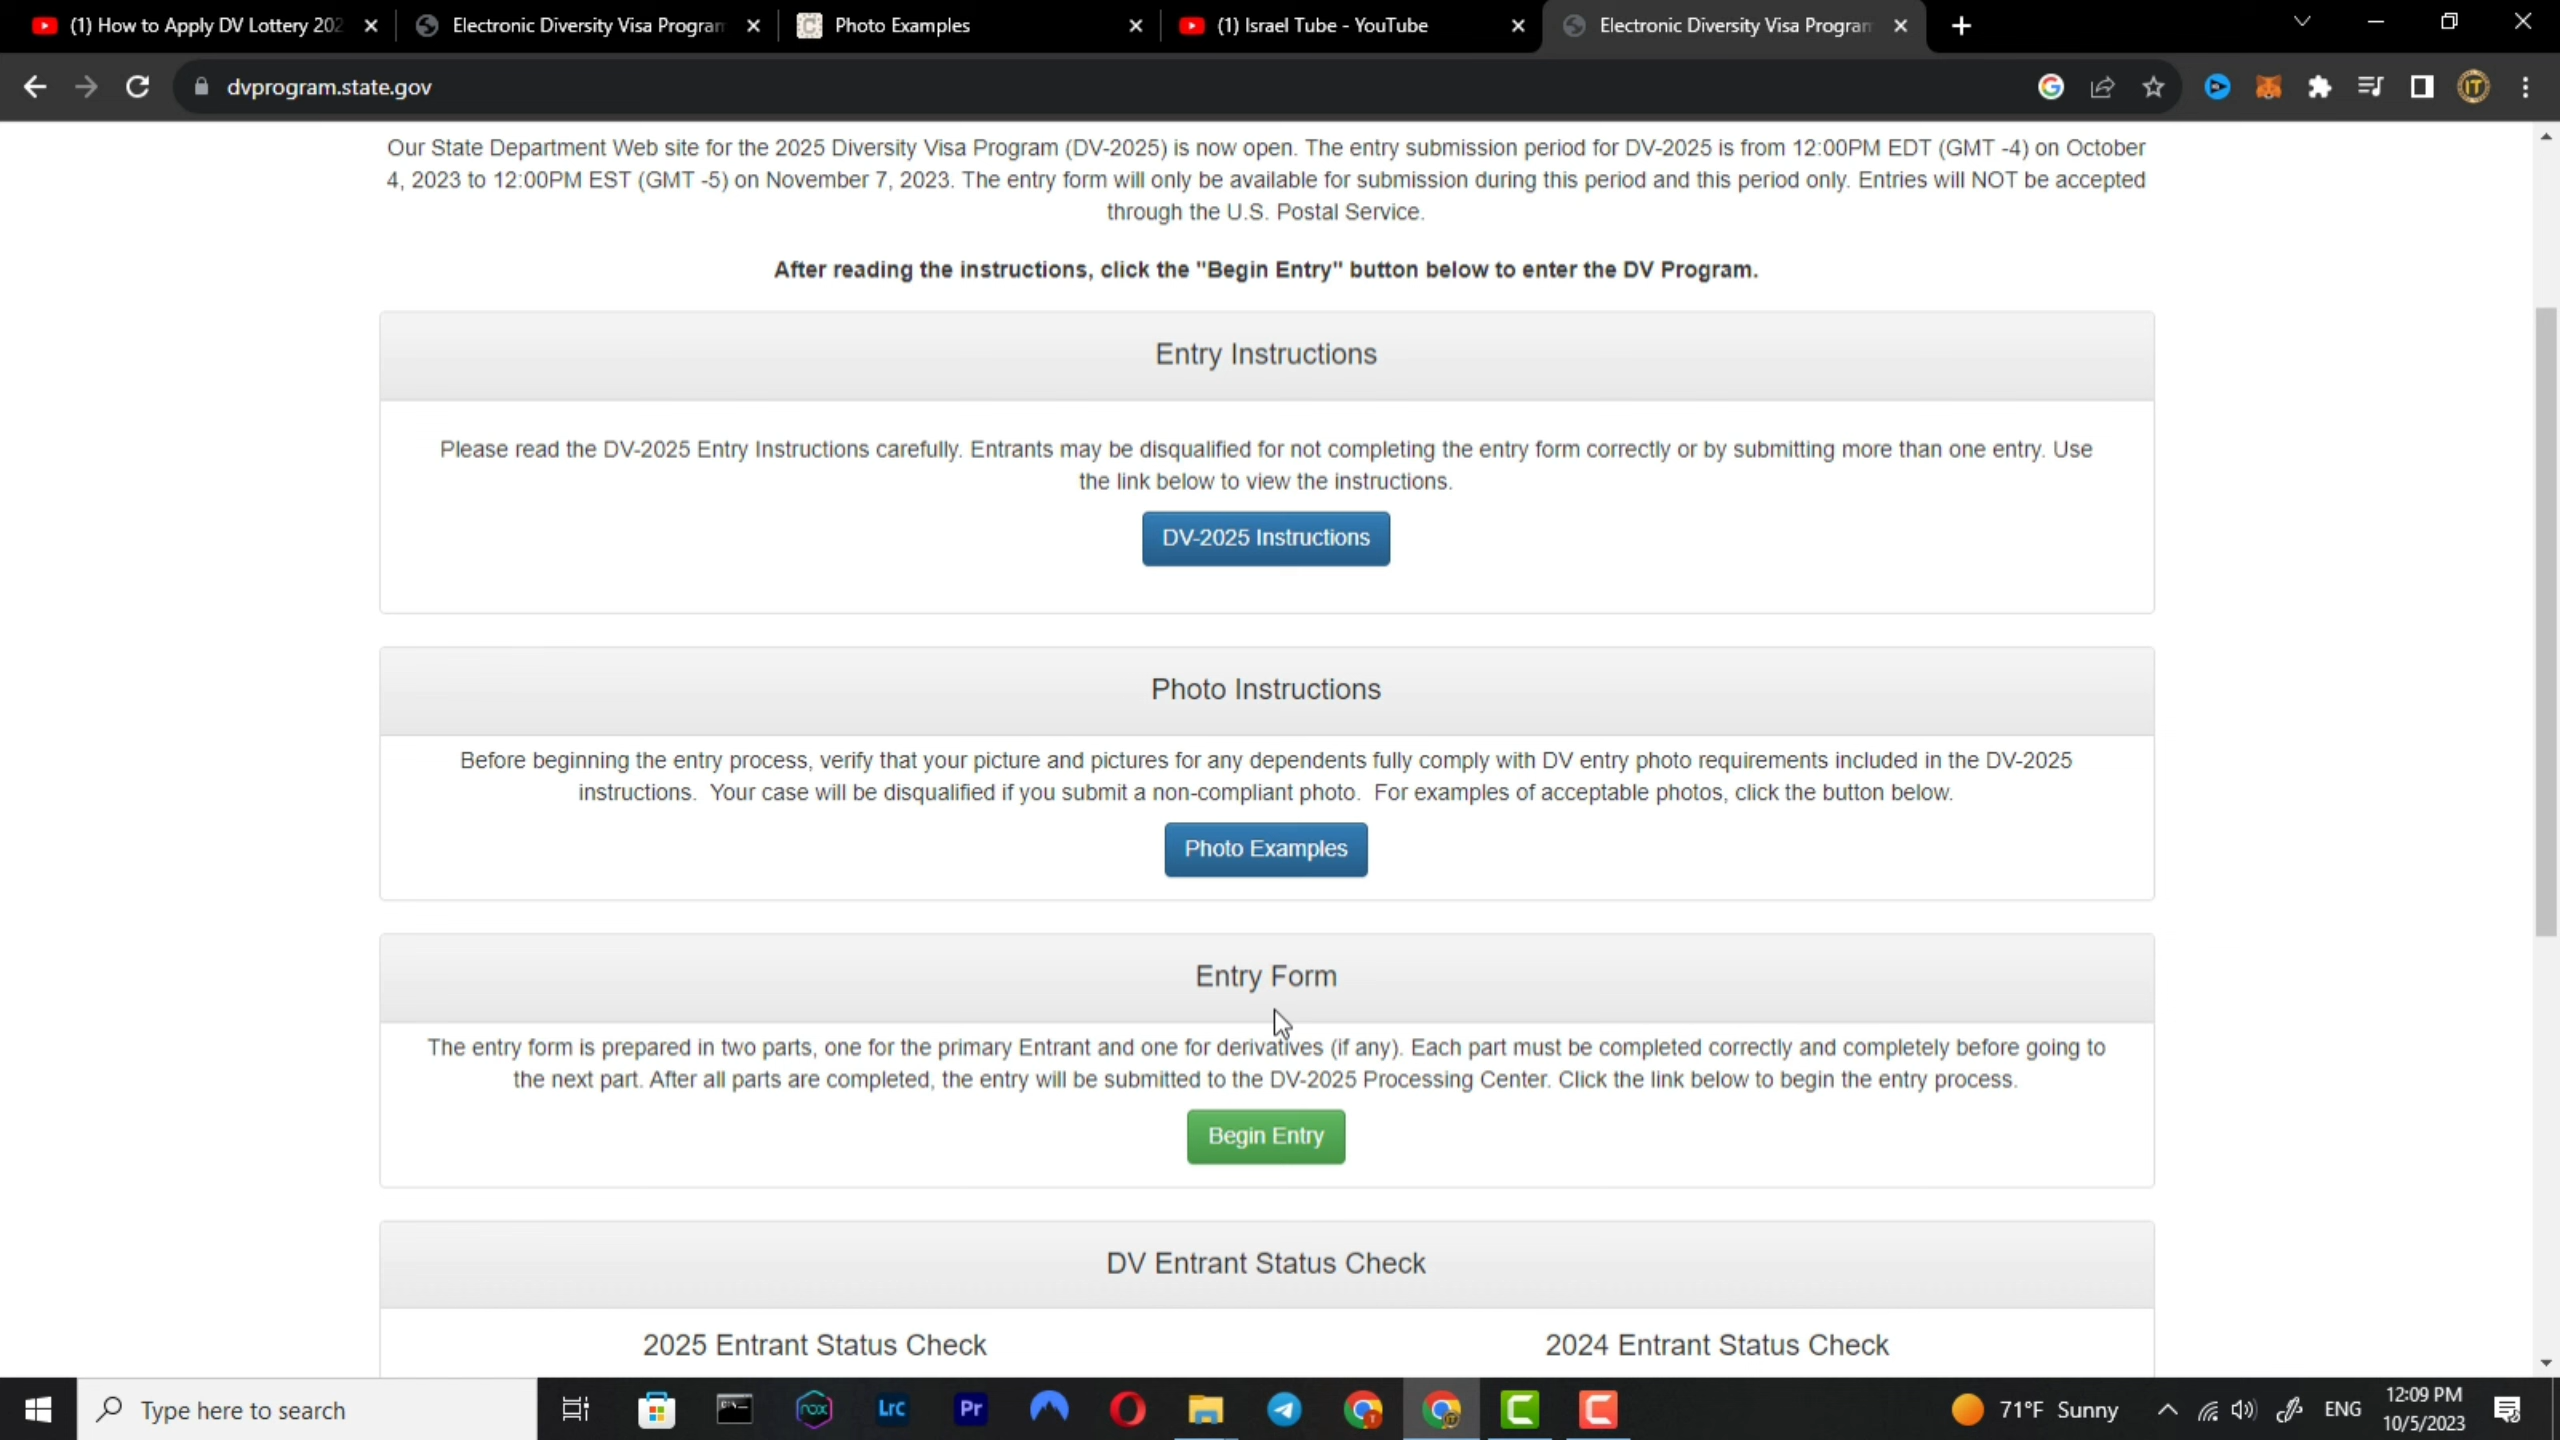 (1) How to Apply DV Lottery 202
Electronic Diversity Visa Program
Photo Examples
(1) Israel Tube - YouTube
Electronic Diversity Visa Program
dvprogram.state.gov
Our State Department Web site for the 2025 Diversity Visa Program (DV-2025) is now open. The entry submission period for DV-2025 is from 12:00PM EDT (GMT -4) on October
4, 2023 to 12:00PM EST (GMT -5) on November 7, 2023. The entry form will only be available for submission during this period and this period only. Entries will NOT be accepted
through the U.S. Postal Service.
After reading the instructions, click the "Begin Entry" button below to enter the DV Program.
Entry Instructions
Please read the DV-2025 Entry Instructions carefully. Entrants may be disqualified for not completing the entry form correctly or by submitting more than one entry. Use
the link below to view the instructions.
DV-2025 Instructions
Photo Instructions
Before beginning the entry process, verify that your picture and pictures for any dependents fully comply with DV entry photo requirements included in the DV-2025
instructions. Your case will be disqualified if you submit a non-compliant photo. For examples of acceptable photos, click the button below.
Photo Examples
Entry Form
The entry form is prepared in two parts, one for the primary Entrant and one for derivatives (if any). Each part must be completed correctly and completely before going to
the next part. After all parts are completed, the entry will be submitted to the DV-2025 Processing Center. Click the link below to begin the entry process.
Begin Entry
DV Entrant Status Check
2025 Entrant Status Check
2024 Entrant Status Check
Type here to search
nox
LrC
Pr
71°F Sunny
ENG
12:09 PM
10/5/2023